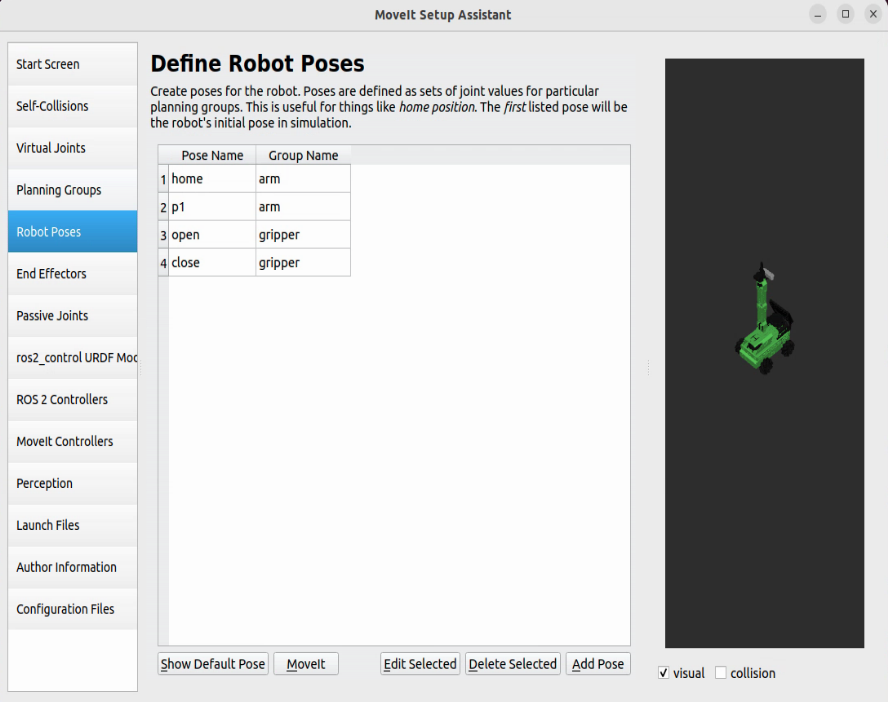 MoveIt Setup Assistant
Start Screen
Self-Collisions
Virtual Joints
Planning Groups
Robot Poses
End Effectors
Passive Joints
ros2_control URDF Moc
ROS 2 Controllers
MoveIt Controllers
Perception
Launch Files
Author Information
Configuration Files
Define Robot Poses
Create poses for the robot. Poses are defined as sets of joint values for particular
planning groups. This is useful for things like home position. The first listed pose will be
the robot's initial pose in simulation.
Pose Name Group Name
1 home arm
2 p1 arm
3 open gripper
4 close gripper
Show Default Pose MoveIt Edit Selected Delete Selected Add Pose
visual collision